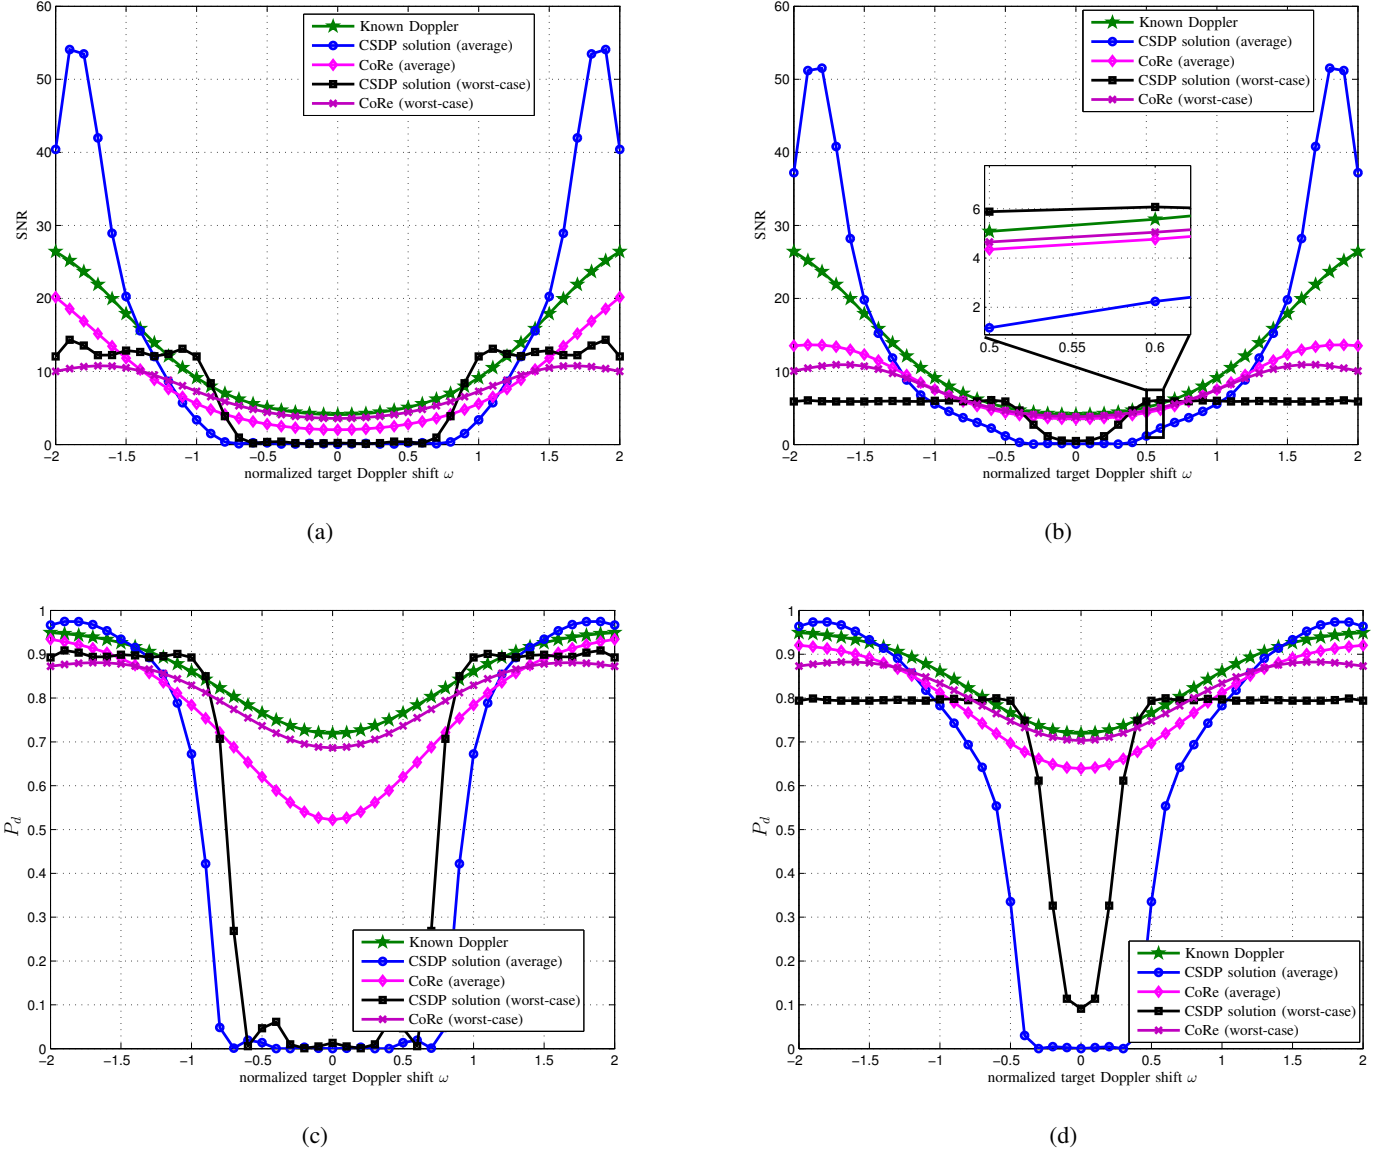 60
50
40
30
20
10
0
SNR
−2
−1.5
−1
−0.5
0
0.5
1
1.5
2
normalized target Doppler shift ω
Known Doppler
CSDP solution (average)
CoRe (average)
CSDP solution (worst-case)
CoRe (worst-case)
(a)
60
50
40
30
20
10
0
SNR
−2
−1.5
−1
−0.5
0
0.5
1
1.5
2
normalized target Doppler shift ω
Known Doppler
CSDP solution (average)
CoRe (average)
CSDP solution (worst-case)
CoRe (worst-case)
6
4
2
0.5
0.55
0.6
(b)
1
0.9
0.8
0.7
0.6
0.5
0.4
0.3
0.2
0.1
0
P_d
−2
−1.5
−1
−0.5
0
0.5
1
1.5
2
normalized target Doppler shift ω
Known Doppler
CSDP solution (average)
CoRe (average)
CSDP solution (worst-case)
CoRe (worst-case)
(c)
1
0.9
0.8
0.7
0.6
0.5
0.4
0.3
0.2
0.1
0
P_d
−2
−1.5
−1
−0.5
0
0.5
1
1.5
2
normalized target Doppler shift ω
Known Doppler
CSDP solution (average)
CoRe (average)
CSDP solution (worst-case)
CoRe (worst-case)
(d)